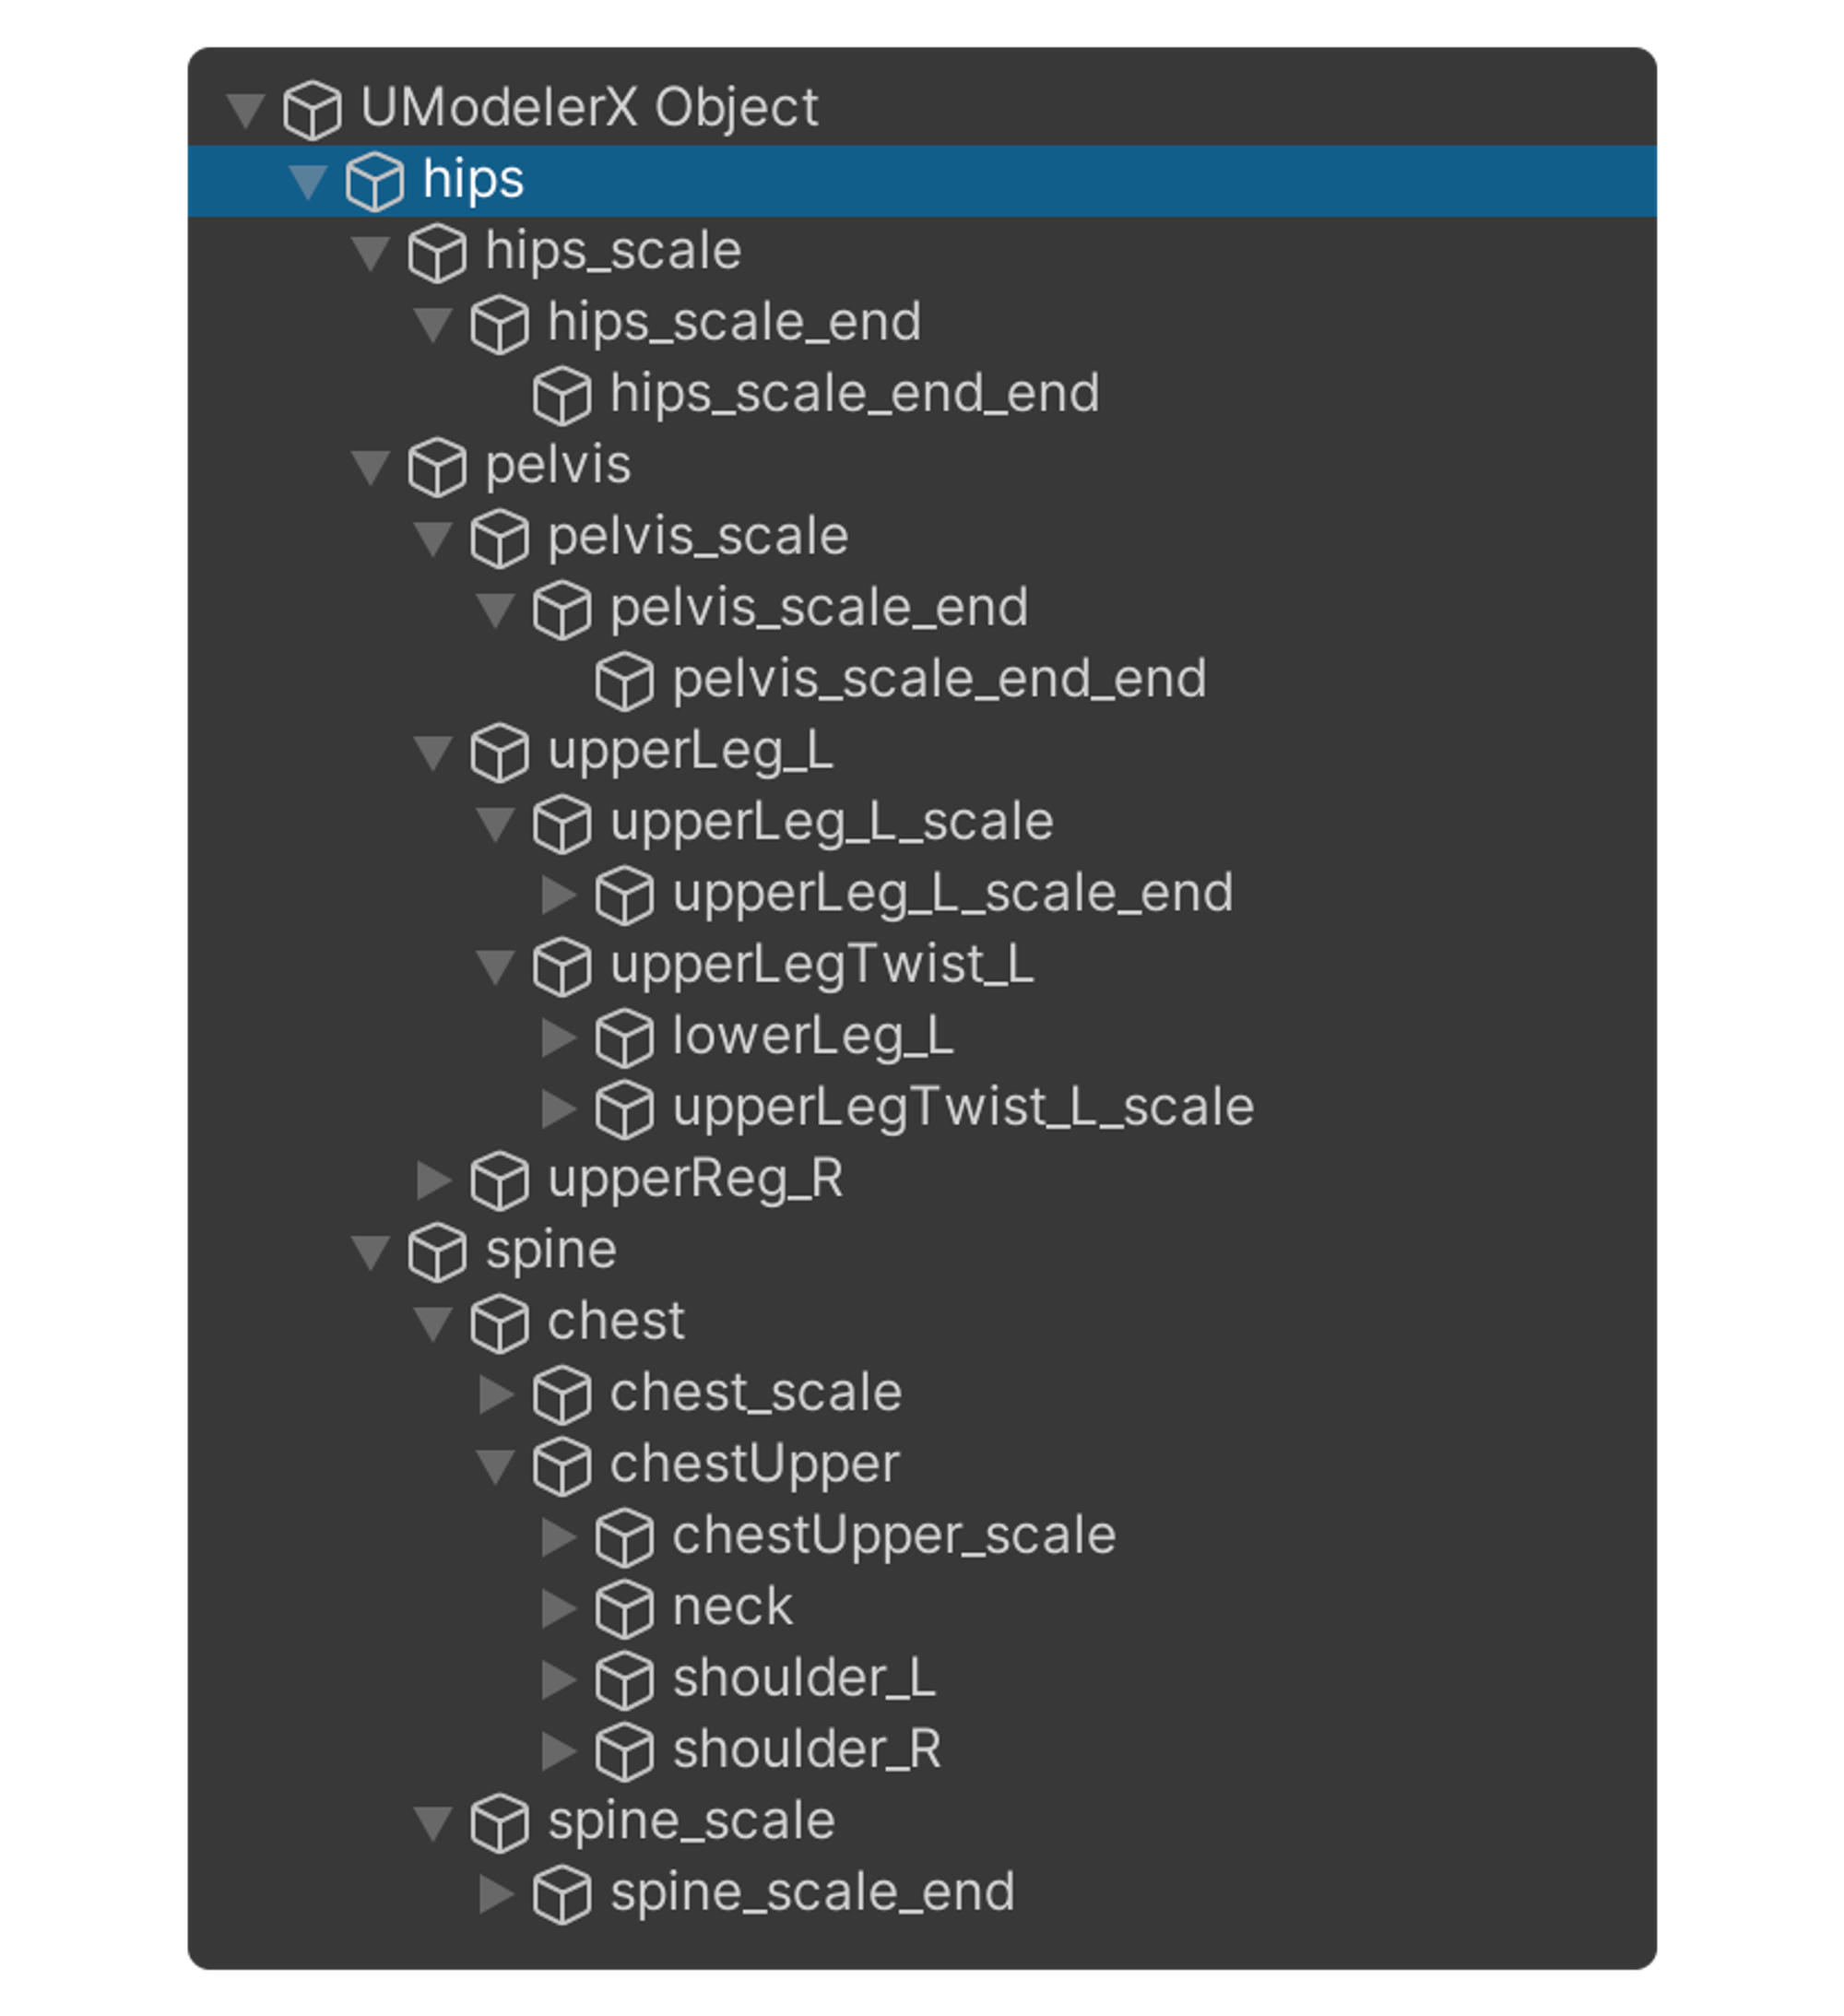 UModelerX Object
hips
hips_scale
hips_scale_end
hips_scale_end_end
pelvis
pelvis_scale
pelvis_scale_end
pelvis_scale_end_end
upperLeg_L
upperLeg_L_scale
upperLeg_L_scale_end
upperLegTwist_L
lowerLeg_L
upperLegTwist_L_scale
upperReg_R
spine
chest
chest_scale
chestUpper
chestUpper_scale
neck
shoulder_L
shoulder_R
spine_scale
spine_scale_end